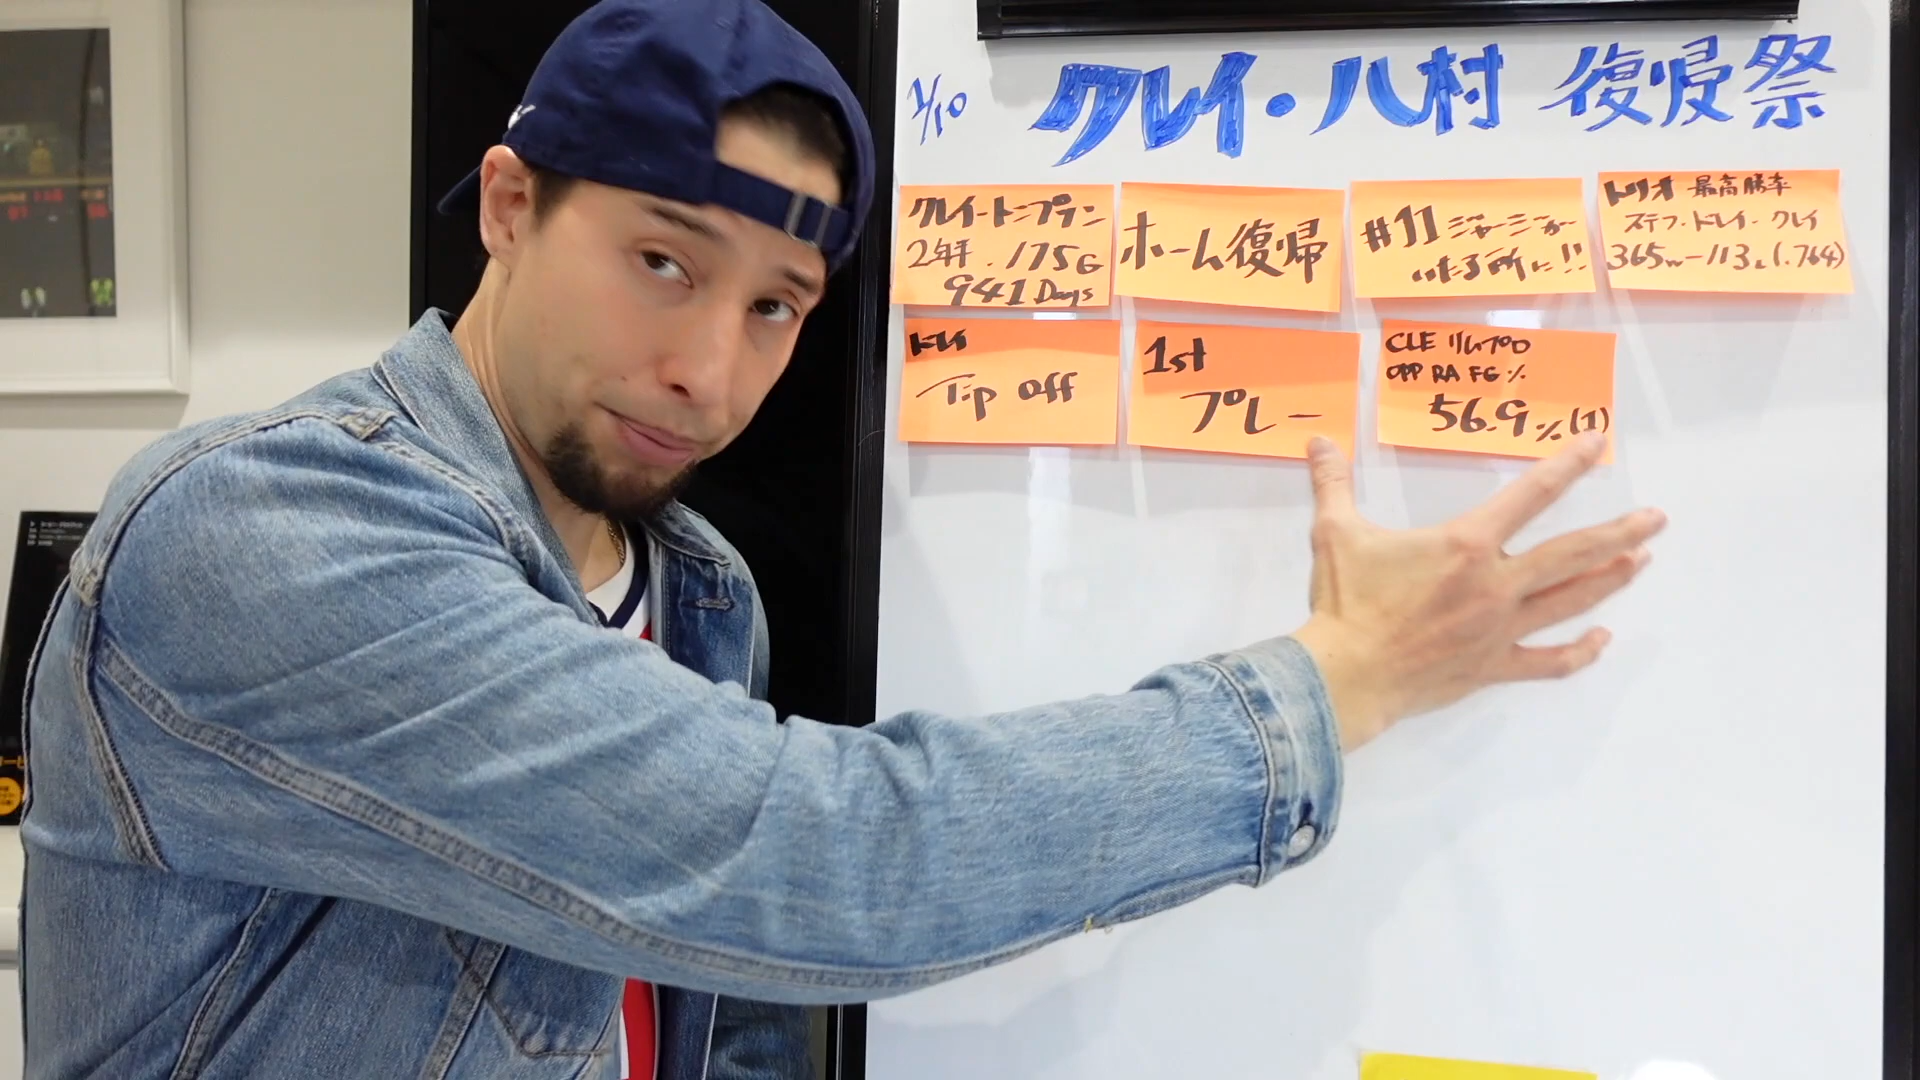 1/10 クレイ・八村 復帰祭
クレイ・トンプソン
2年半.175G
941 Days
ホーム復帰
#11 ジャージが
いたる所に!!
トリオ 最高勝率
ステフ・ドレイ・クレイ
365W-113L(.764)
ドレイ
Tip Off
1st
プレー
CLE リムプロ
OPP RA FG%
56.9%(1)